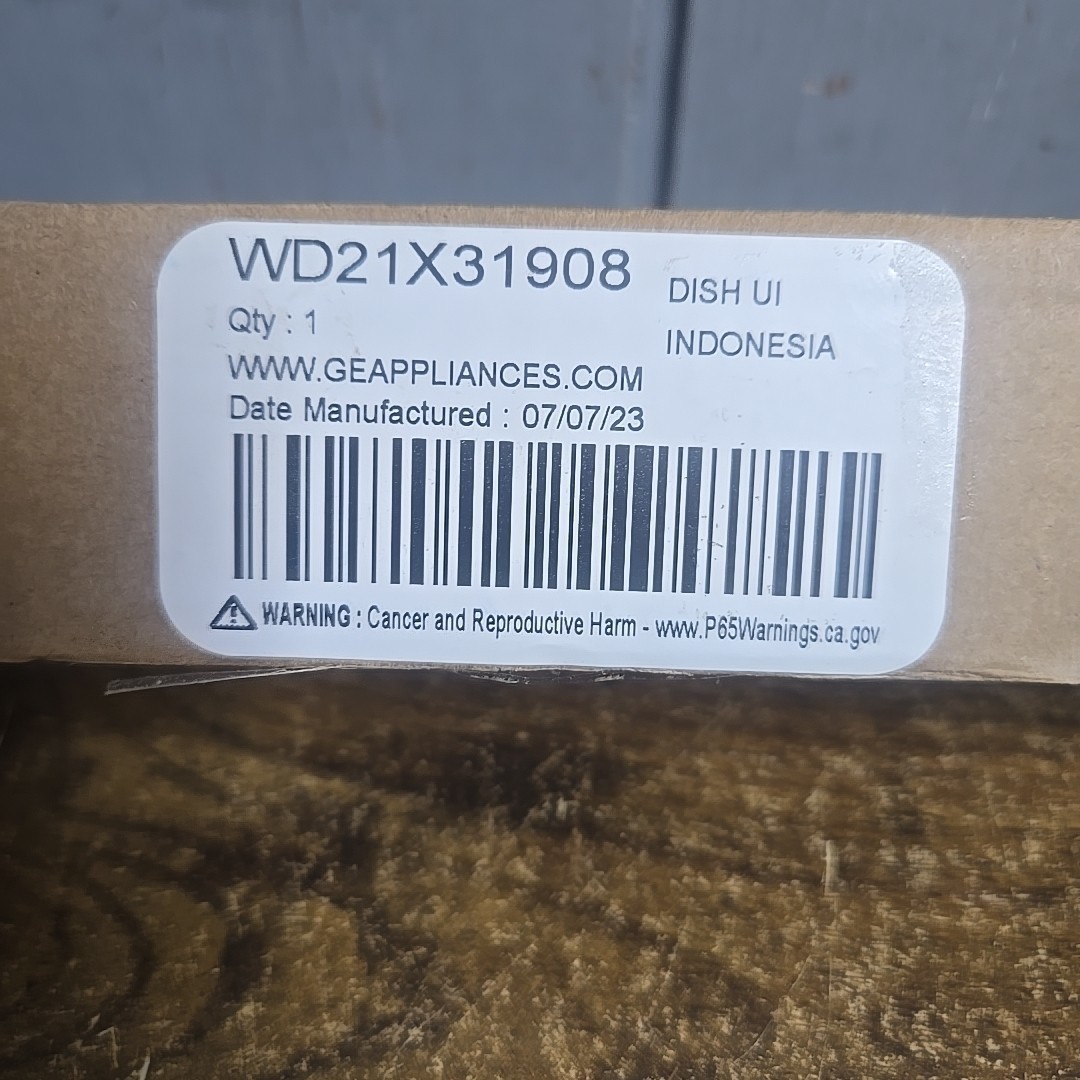 WD21X31908
DISH UI
Qty : 1
INDONESIA
WWW.GEAPPLIANCES.COM
Date Manufactured : 07/07/23
WARNING : Cancer and Reproductive Harm - www.P65Warnings.ca.gov